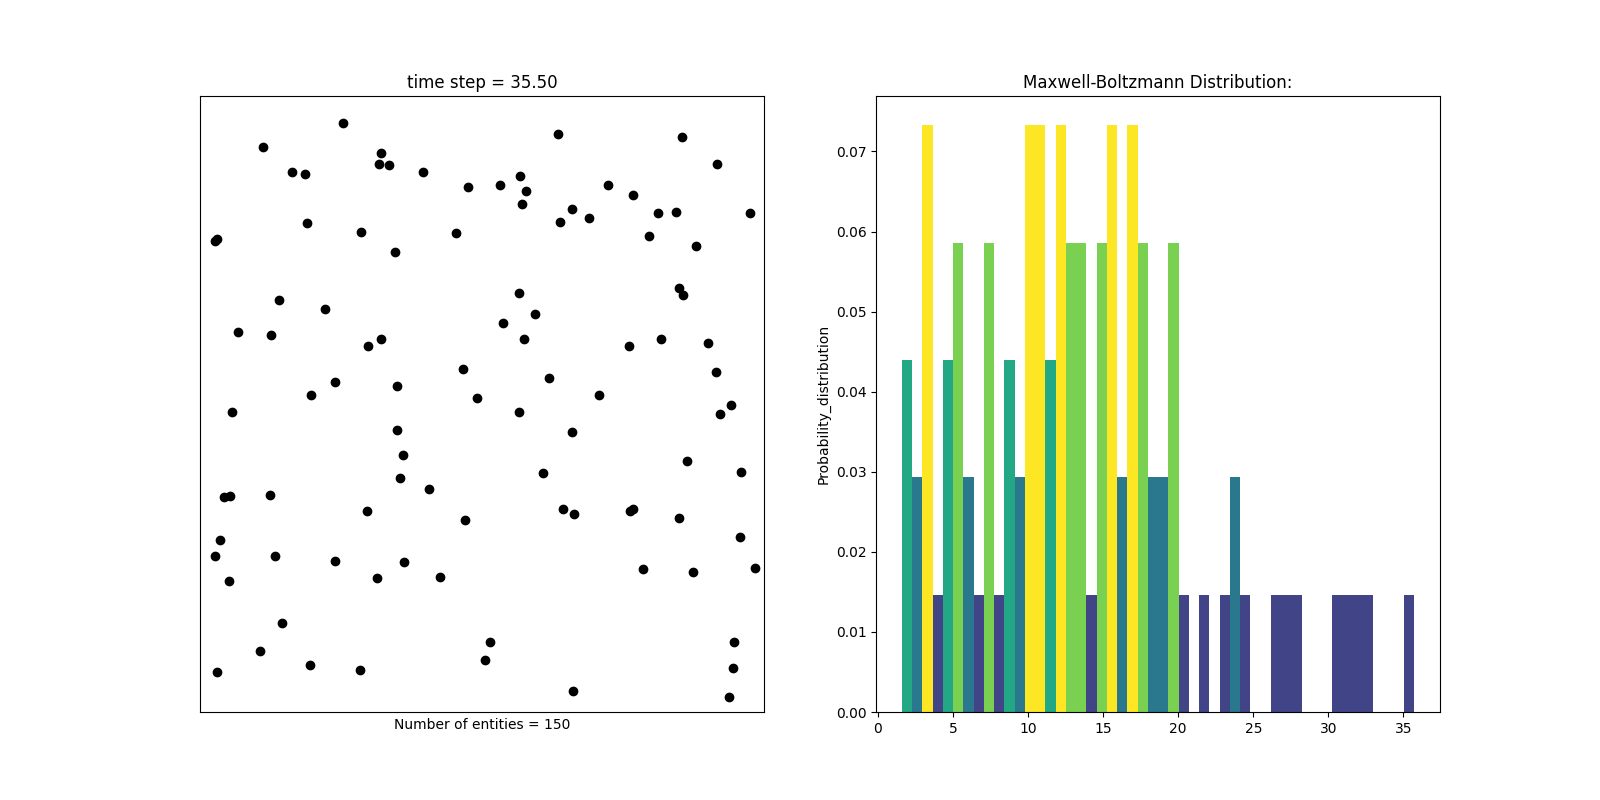 time step = 35.50
Number of entities = 150
Maxwell-Boltzmann Distribution:
Probability_distribution
0.07
0.06
0.05
0.04
0.03
0.02
0.01
0.00
0 5 10 15 20 25 30 35